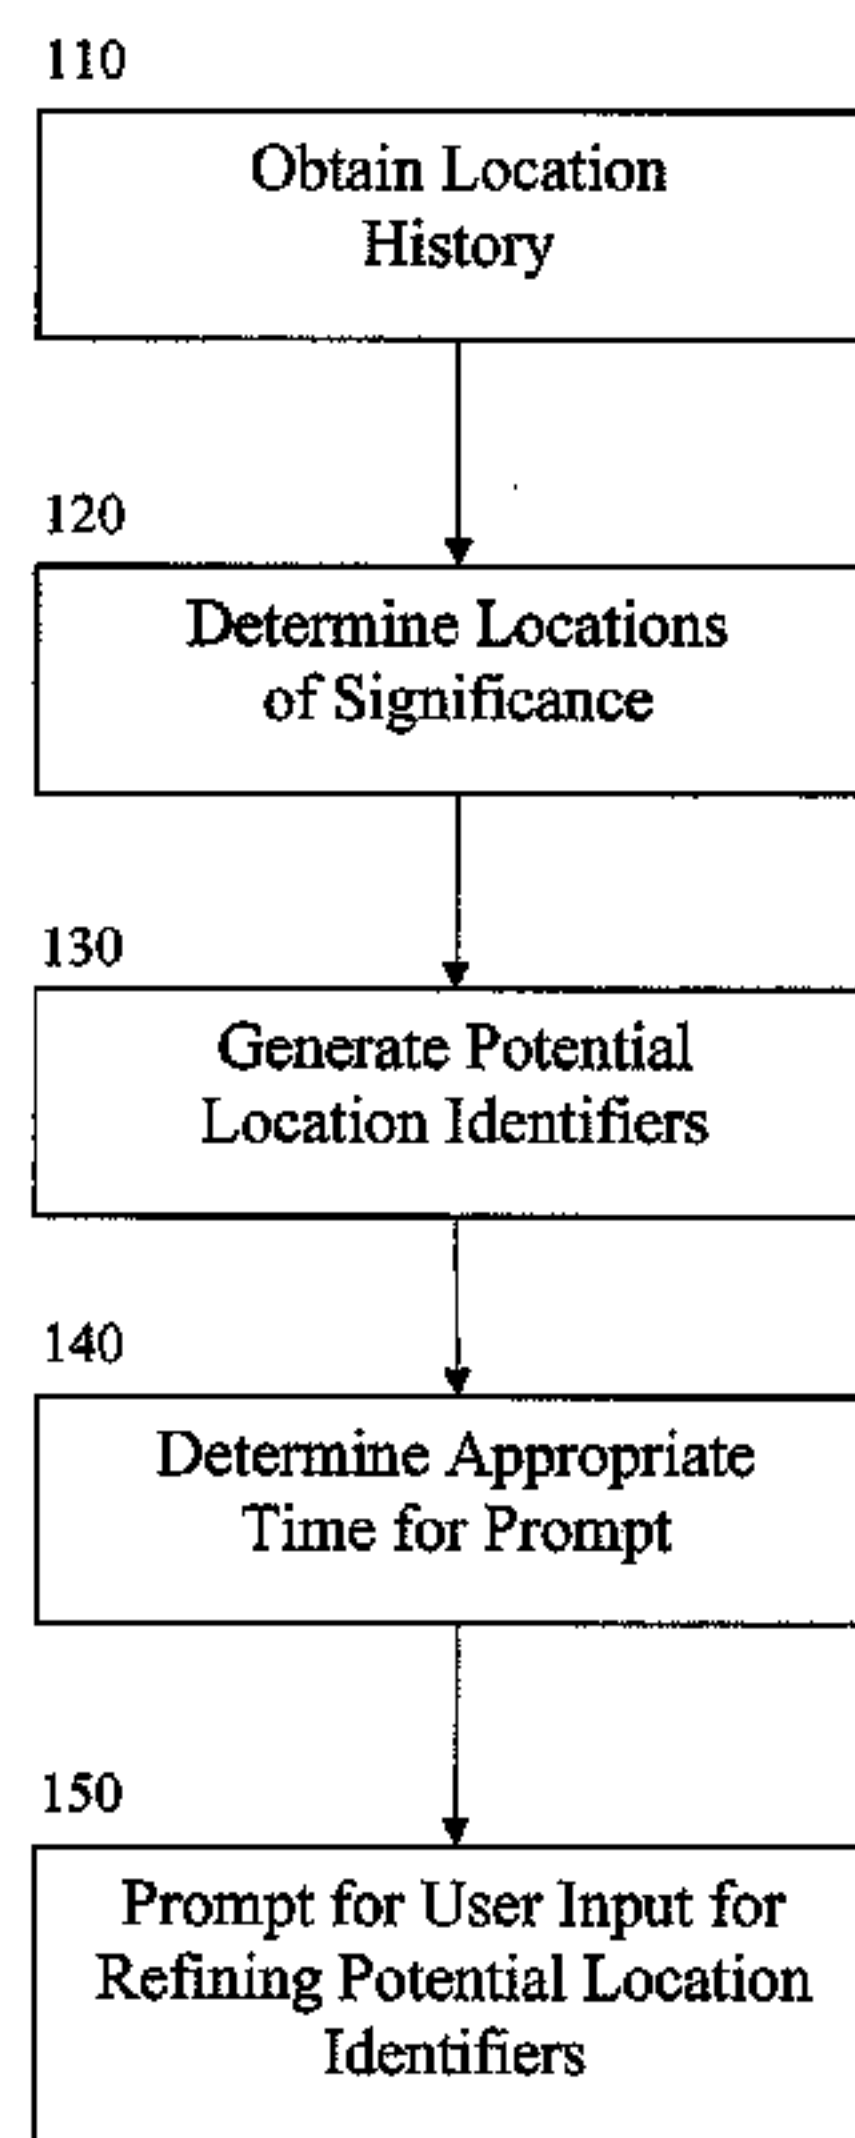 110
Obtain Location
History
120
Determine Locations
of Significance
130
Generate Potential
Location Identifiers
140
Determine Appropriate
Time for Prompt
150
Prompt for User Input for
Refining Potential Location
Identifiers